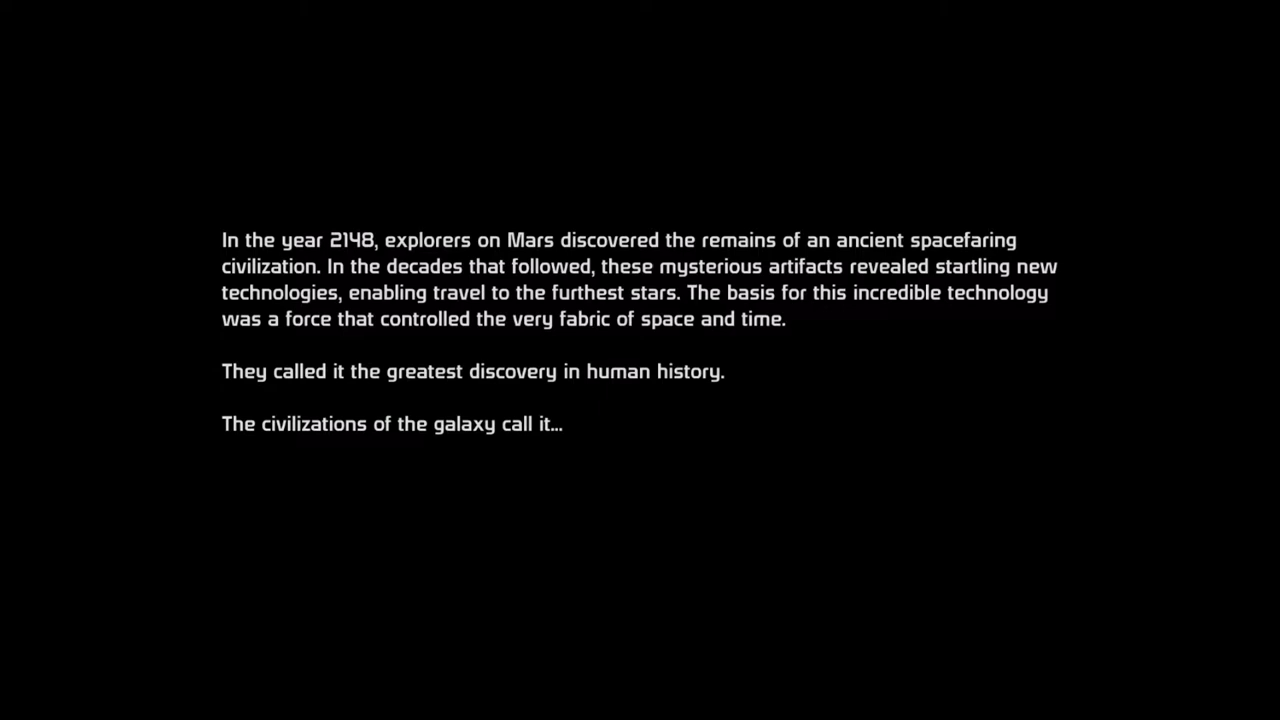 In the year 2148, explorers on Mars discovered the remains of an ancient spacefaring
civilization. In the decades that followed, these mysterious artifacts revealed startling new
technologies, enabling travel to the furthest stars. The basis for this incredible technology
was a force that controlled the very fabric of space and time.
They called it the greatest discovery in human history.
The civilizations of the galaxy call it...